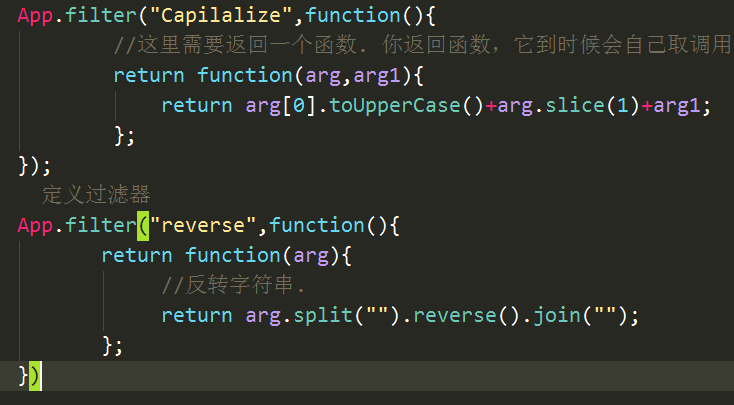 App.filter("Capilalize",function(){
//这里需要返回一个函数. 你返回函数，它到时候会自己取调用
return function(arg,arg1){
return arg[0].toUpperCase()+arg.slice(1)+arg1;
};
});
定义过滤器
App.filter("reverse",function(){
return function(arg){
//反转字符串.
return arg.split("").reverse().join("");
};
})